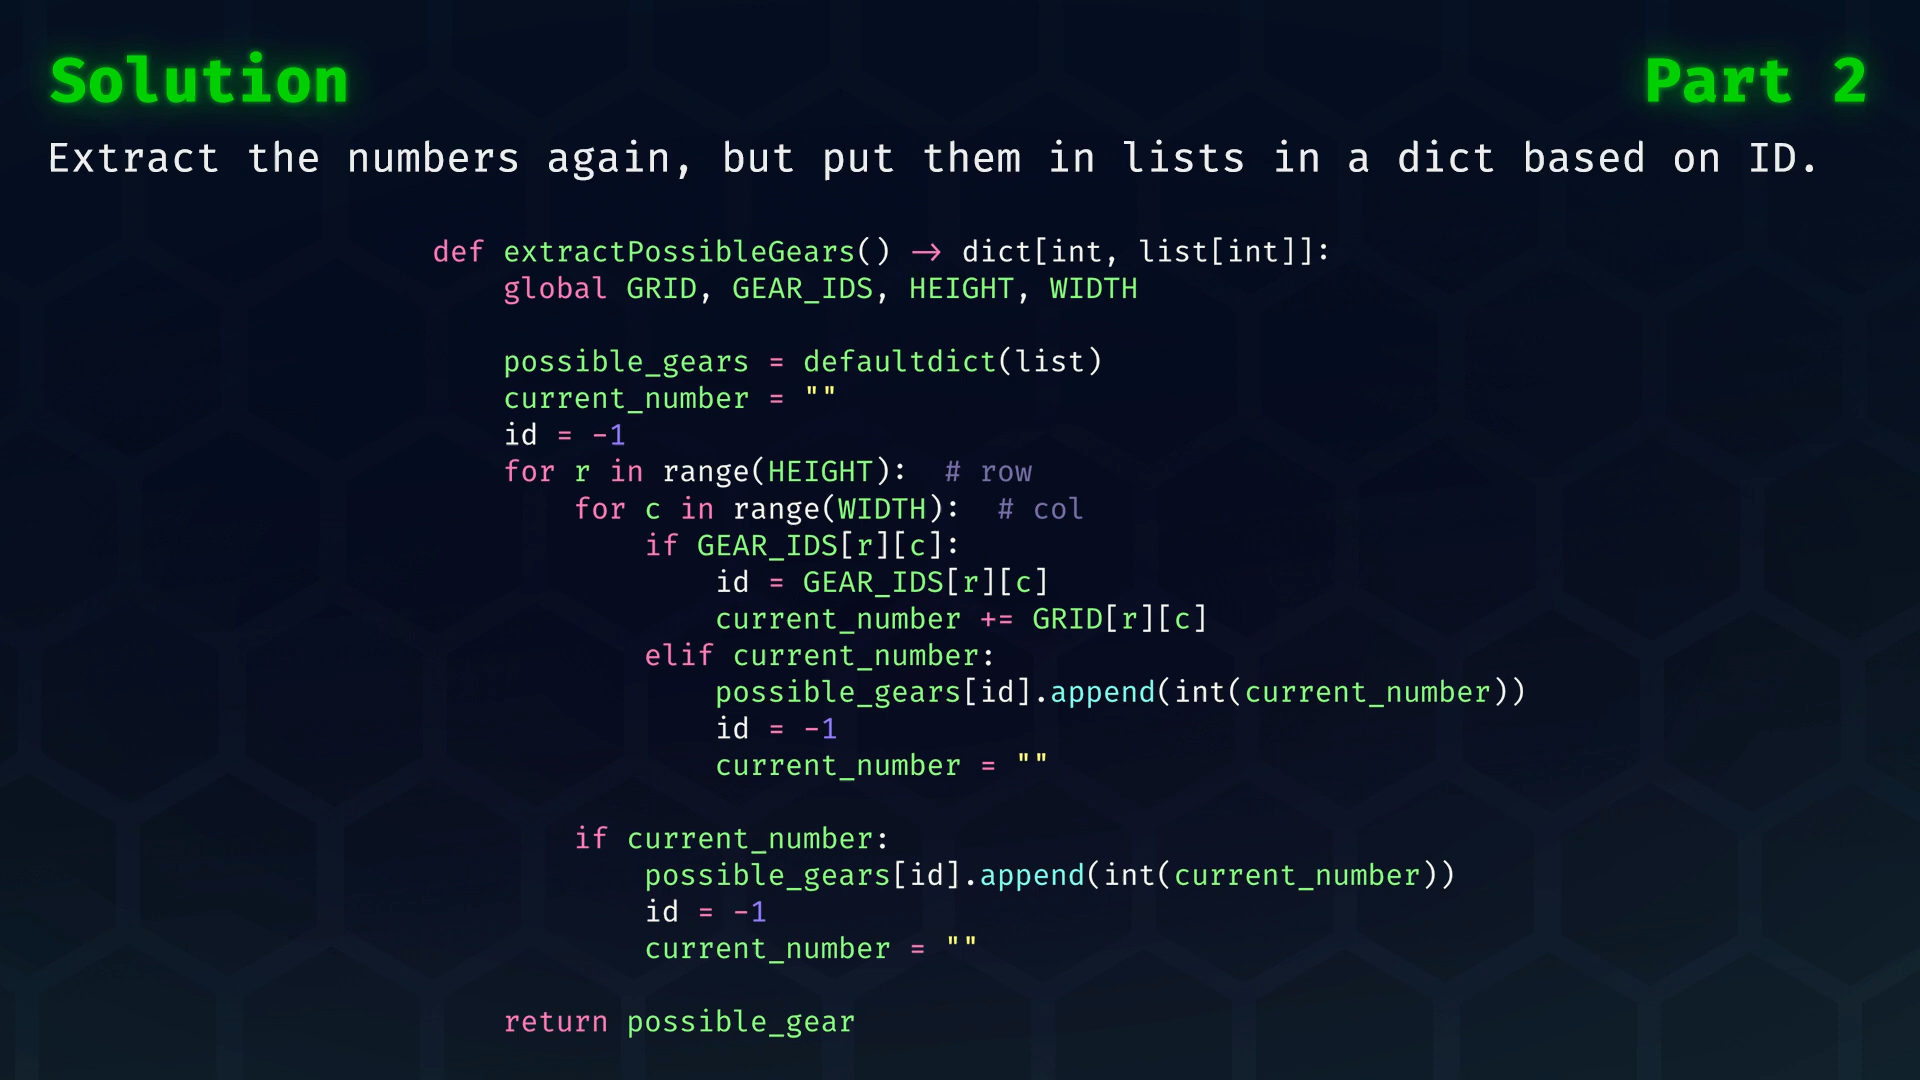 Solution
Part 2
Extract the numbers again, but put them in lists in a dict based on ID.
def extractPossibleGears() -> dict[int, list[int]]:
    global GRID, GEAR_IDS, HEIGHT, WIDTH

    possible_gears = defaultdict(list)
    current_number = ""
    id = -1
    for r in range(HEIGHT):  # row
        for c in range(WIDTH):  # col
            if GEAR_IDS[r][c]:
                id = GEAR_IDS[r][c]
                current_number += GRID[r][c]
            elif current_number:
                possible_gears[id].append(int(current_number))
                id = -1
                current_number = ""

        if current_number:
            possible_gears[id].append(int(current_number))
            id = -1
            current_number = ""

    return possible_gear